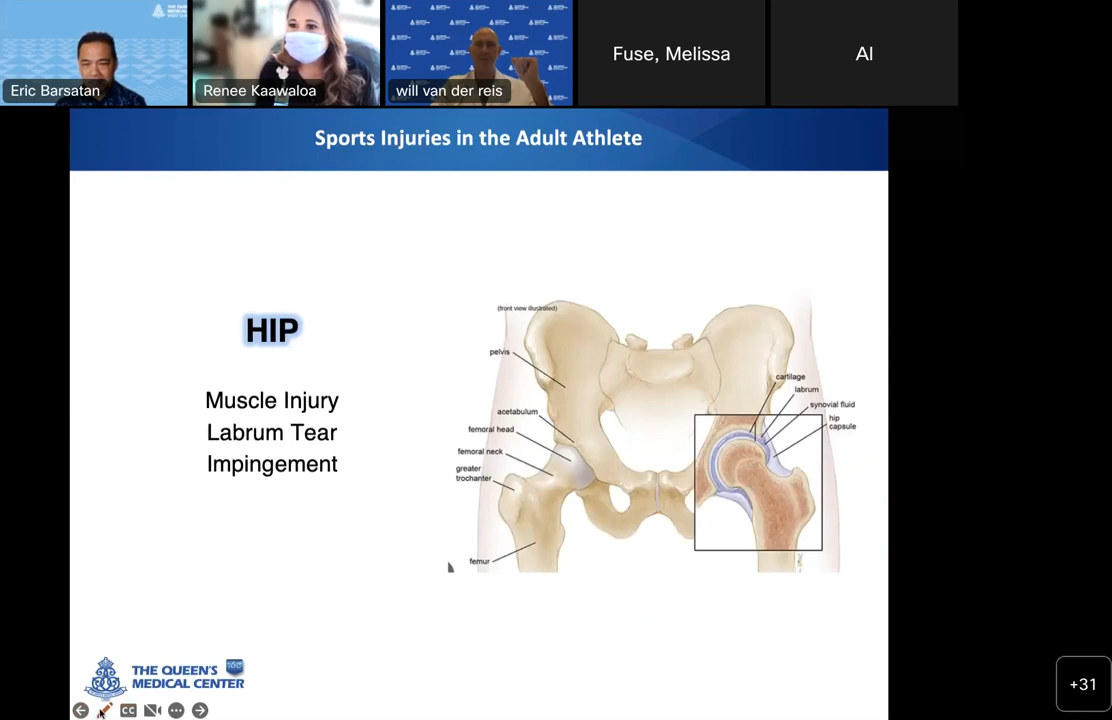 Eric Barsatan
Renee Kaawaloa
will van der reis
Fuse, Melissa
Al
Sports Injuries in the Adult Athlete
HIP
Muscle Injury
Labrum Tear
Impingement
(front view illustrated)
pelvis
acetabulum
femoral head
femoral neck
greater
trochanter
femur
cartilage
labrum
synovial fluid
hip
capsule
THE QUEEN'S
MEDICAL CENTER
CC
+31